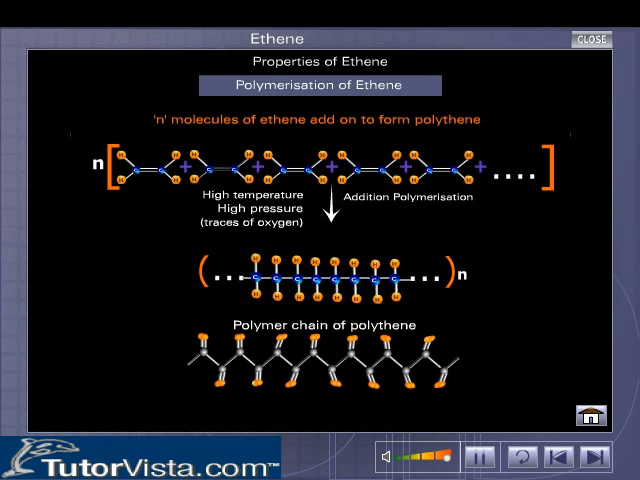 Ethene
CLOSE
Properties of Ethene
Polymerisation of Ethene
'n' molecules of ethene add on to form polythene
n [ H H H H C C + H H H H C C + H H H H C C + H H H H C C + H H H H C C + .... ]
High temperature
High pressure
(traces of oxygen)
Addition Polymerisation
H H H H H H H H
(... C C C C C C C C ...)n
H H H H H H H H
Polymer chain of polythene
TutorVista.com™